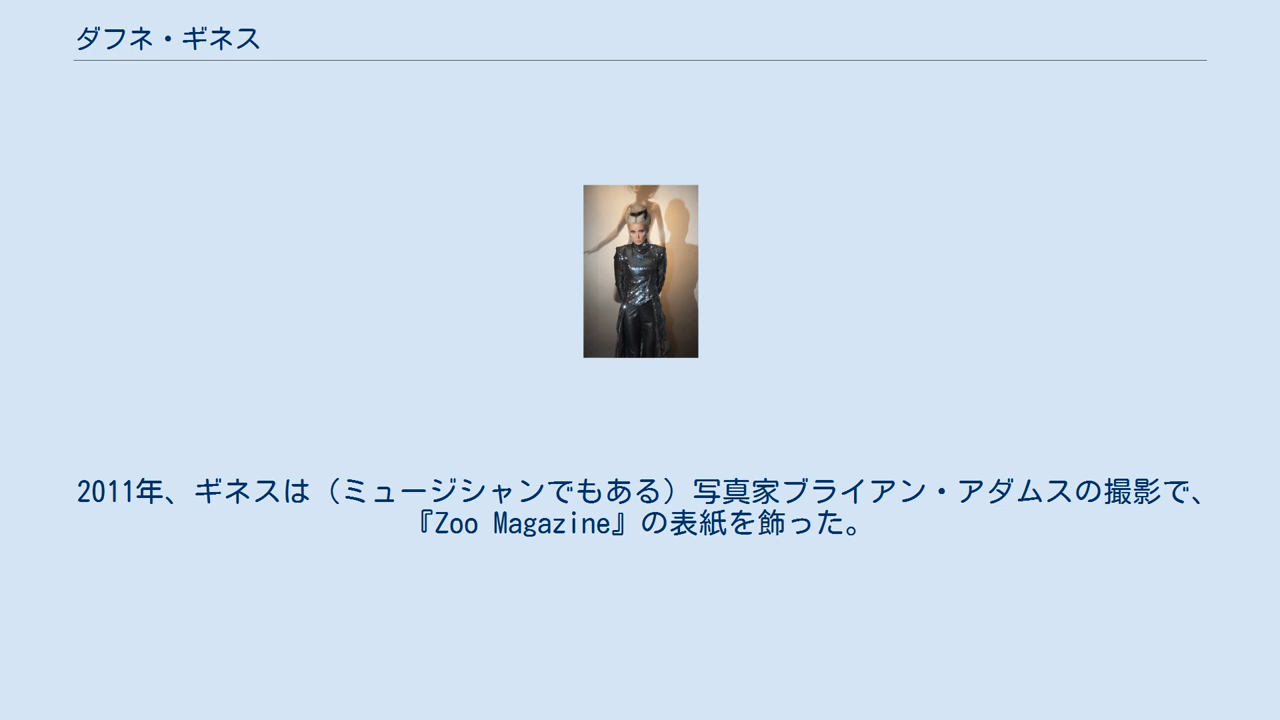 ダフネ・ギネス
2011年、ギネスは（ミュージシャンでもある）写真家ブライアン・アダムスの撮影で、
『Zoo Magazine』の表紙を飾った。